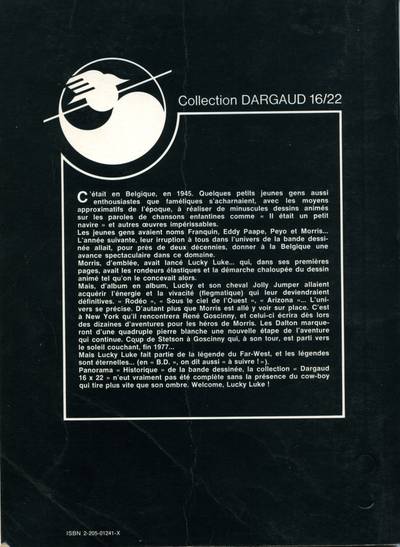 Collection DARGAUD 16/22
C'était en Belgique, en 1945. Quelques petits jeunes gens aussi
enthousiastes que faméliques s'acharnaient, avec les moyens
approximatifs de l'époque, à réaliser de minuscules dessins animés
sur les paroles de chansons enfantines comme « Il était un petit
navire » et autres œuvres impérissables.
Les jeunes gens avaient noms Franquin, Eddy Paape, Peyo et Morris...
L'année suivante, leur irruption à tous dans l'univers de la bande dessi-
née allait, pour près de deux décennies, donner à la Belgique une
avance spectaculaire dans ce domaine.
Morris, d'emblée, avait lancé Lucky Luke... qui, dans ses premières
pages, avait les rondeurs élastiques et la démarche chaloupée du dessin
animé tel qu'on le concevait alors.
Mais, d'album en album, Lucky et son cheval Jolly Jumper allaient
acquérir l'énergie et la vivacité (flegmatique) qui leur deviendraient
définitives. « Rodéo », « Sous le ciel de l'Ouest », « Arizona »... L'uni-
vers se précise. D'autant plus que Morris est allé y voir sur place. C'est
à New York qu'il rencontrera René Goscinny, et celui-ci écrira dès lors
des dizaines d'aventures pour les héros de Morris. Les Dalton marque-
ront d'une quadruple pierre blanche une nouvelle étape de l'aventure
qui continue. Coup de Stetson à Goscinny qui, à son tour, est parti vers
le soleil couchant, fin 1977...
Mais Lucky Luke fait partie de la légende du Far-West, et les légendes
sont éternelles... (en « B.D. », on dit aussi « à suivre ! »).
Panorama « Historique » de la bande dessinée, la collection « Dargaud
16 x 22 » n'eut vraiment pas été complète sans la présence du cow-boy
qui tire plus vite que son ombre. Welcome, Lucky Luke !
ISBN 2-205-01241-X